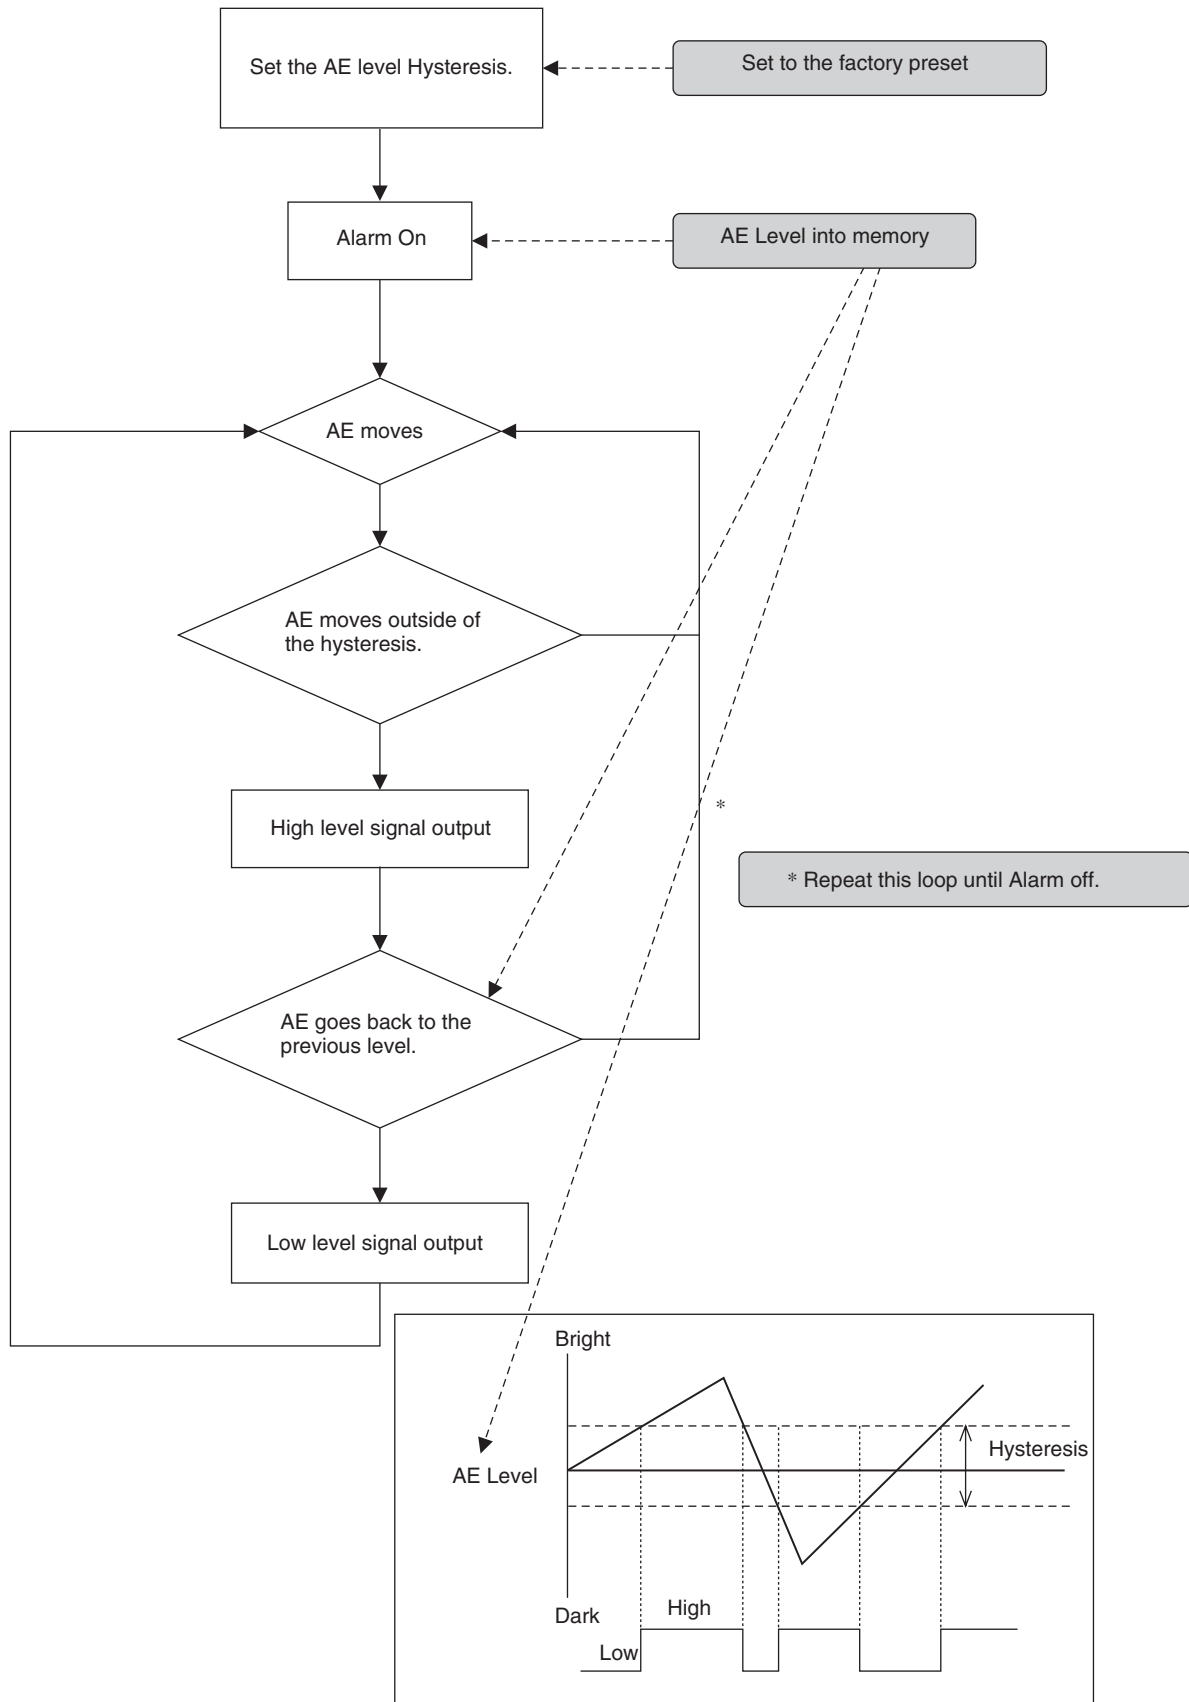 Set the AE level Hysteresis.
Set to the factory preset
Alarm On
AE Level into memory
AE moves
AE moves outside of
the hysteresis.
High level signal output
*
* Repeat this loop until Alarm off.
AE goes back to the
previous level.
Low level signal output
Bright
Hysteresis
AE Level
Dark
High
Low